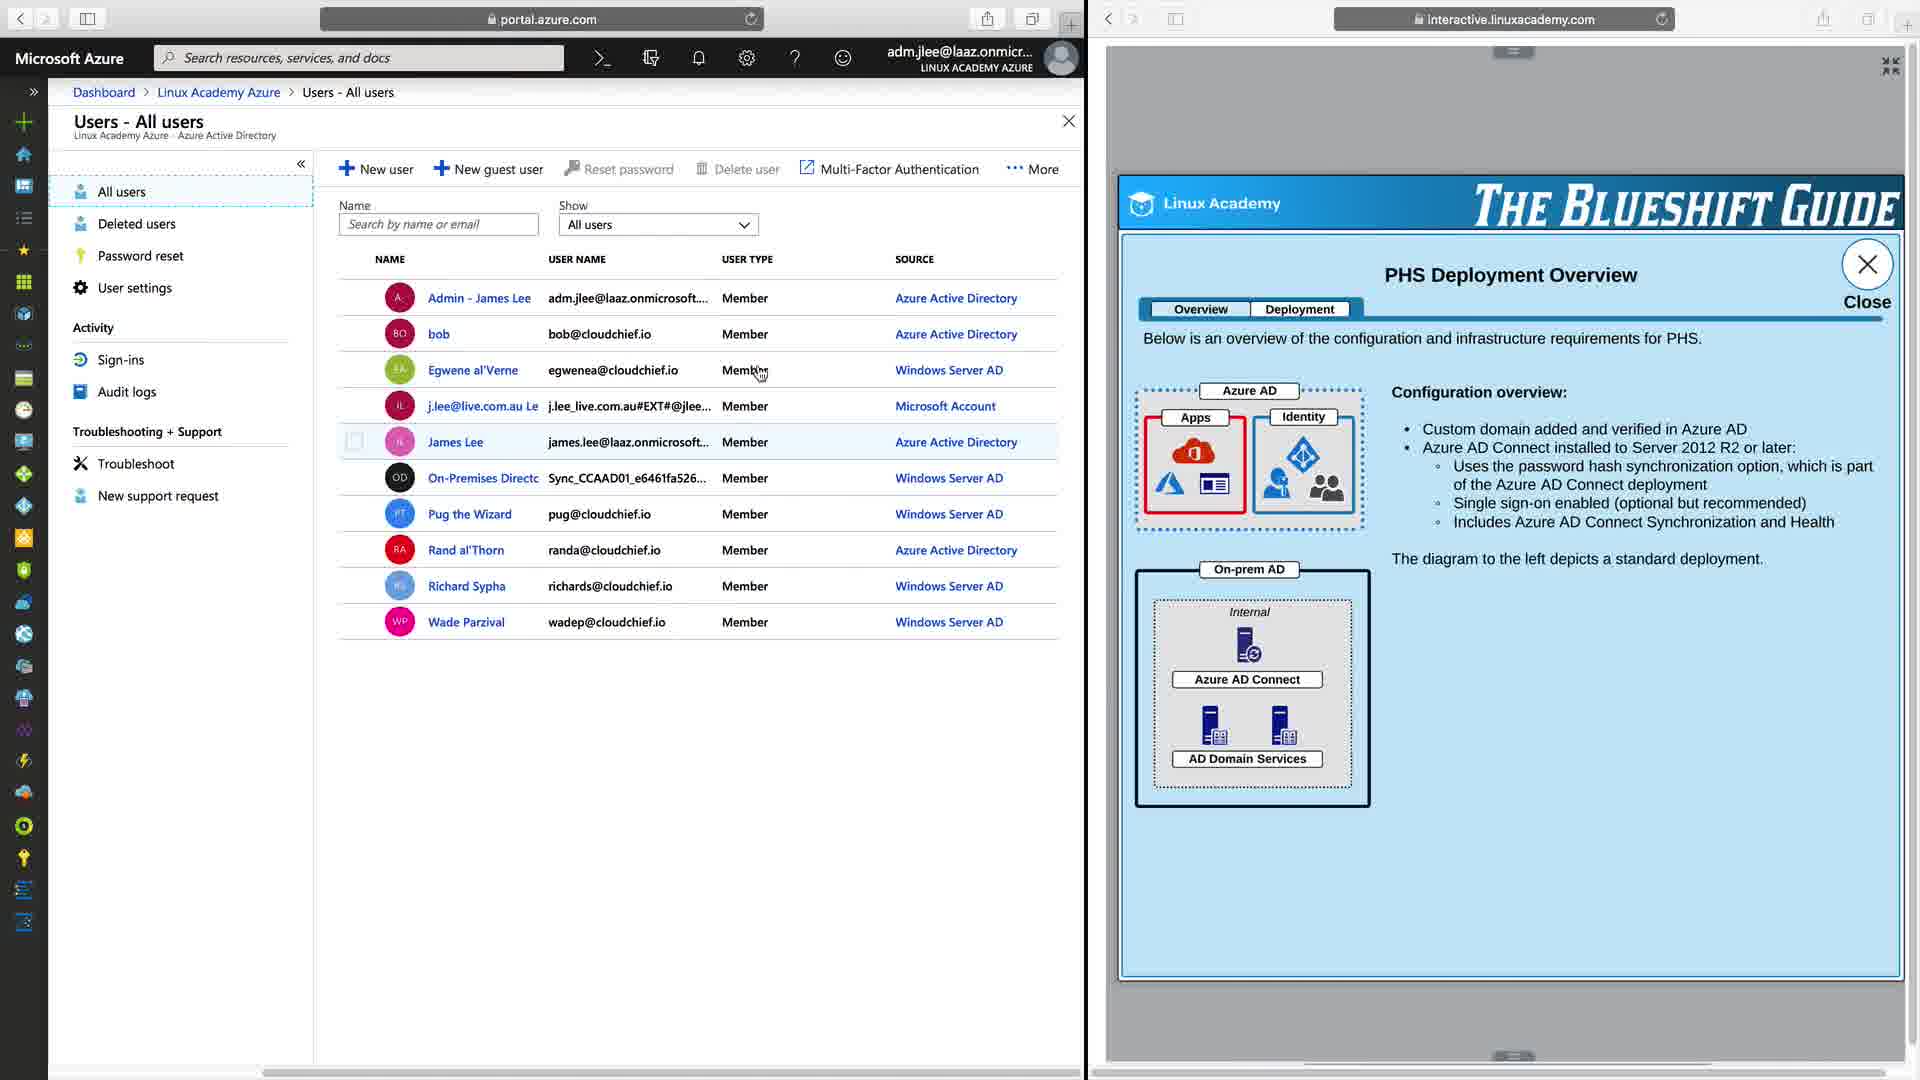 portal.azure.com
Microsoft Azure
Search resources, services, and docs
adm.jlee@laaz.onmicr...
LINUX ACADEMY AZURE
Dashboard > Linux Academy Azure > Users - All users
Users - All users
Linux Academy Azure - Azure Active Directory
All users
Deleted users
Password reset
User settings
Activity
Sign-ins
Audit logs
Troubleshooting + Support
Troubleshoot
New support request
New user
New guest user
Reset password
Delete user
Multi-Factor Authentication
More
Name
Search by name or email
Show
All users
NAME USER NAME USER TYPE SOURCE
A. Admin - James Lee adm.jlee@laaz.onmicrosoft.... Member Azure Active Directory
BO bob bob@cloudchief.io Member Azure Active Directory
EA Egwene al'Verne egwenea@cloudchief.io Member Windows Server AD
j.lee@live.com.au Le j.lee_live.com.au#EXT#@jlee... Member Microsoft Account
James Lee james.lee@laaz.onmicrosoft... Member Azure Active Directory
OD On-Premises Directc Sync_CCAAD01_e6461fa526... Member Windows Server AD
PT Pug the Wizard pug@cloudchief.io Member Windows Server AD
RA Rand al'Thorn randa@cloudchief.io Member Azure Active Directory
RS Richard Sypha richards@cloudchief.io Member Windows Server AD
WP Wade Parzival wadep@cloudchief.io Member Windows Server AD
interactive.linuxacademy.com
Linux Academy
THE BLUESHIFT GUIDE
PHS Deployment Overview
Close
Overview
Deployment
Below is an overview of the configuration and infrastructure requirements for PHS.
Azure AD
Apps
Identity
On-prem AD
Internal
Azure AD Connect
AD Domain Services
Configuration overview:
• Custom domain added and verified in Azure AD
• Azure AD Connect installed to Server 2012 R2 or later:
◦ Uses the password hash synchronization option, which is part
of the Azure AD Connect deployment
◦ Single sign-on enabled (optional but recommended)
◦ Includes Azure AD Connect Synchronization and Health
The diagram to the left depicts a standard deployment.